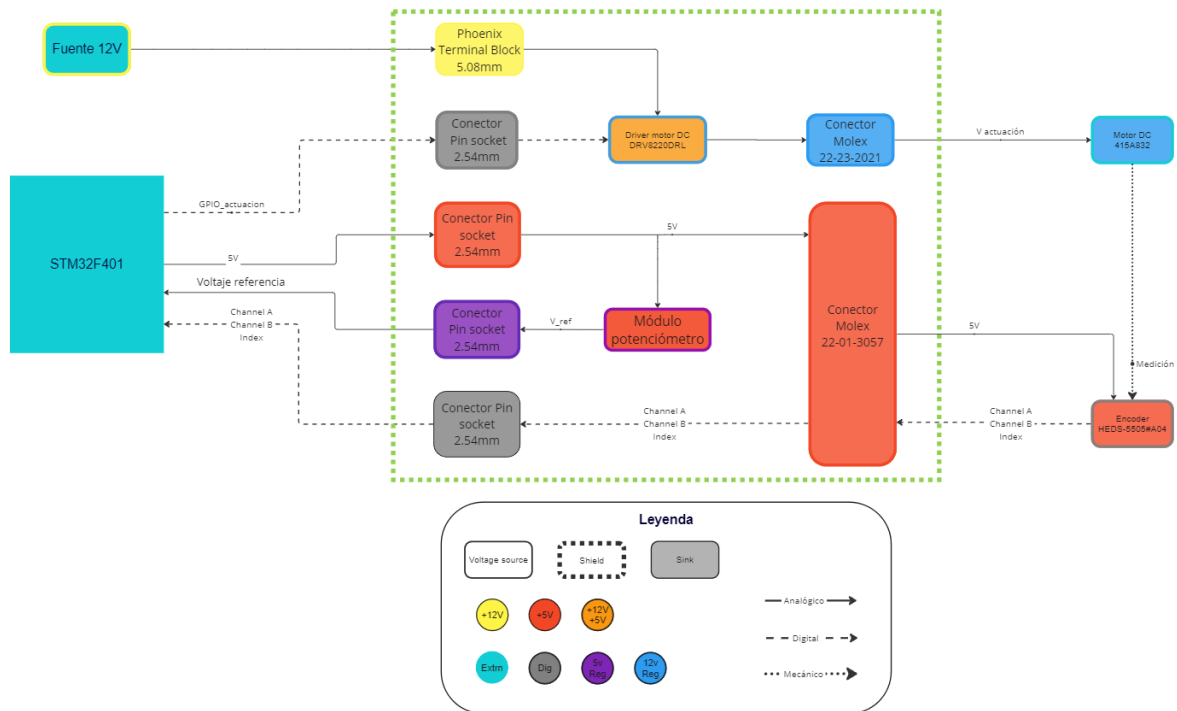 Fuente 12V
Phoenix
Terminal Block
5.08mm
Conector
Pin socket
2.54mm
Driver motor DC
DRV8220DRL
Conector
Molex
22-23-2021
V actuación
Motor DC
415A832
GPIO_actuacion
STM32F401
5V
Conector Pin
socket
2.54mm
5V
Voltaje referencia
Conector
Pin socket
2.54mm
V_ref
Módulo
potenciómetro
Conector
Molex
22-01-3057
5V
Medición
Channel A
Channel B
Index
Conector Pin
socket
2.54mm
Channel A
Channel B
Index
Channel A
Channel B
Index
Encoder
HEDS-5505#A04
Leyenda
Voltage source
Shield
Sink
+12V
+5V
+12V
+5V
Analógico
Digital
Extrn
Dig
5v
Reg
12v
Reg
Mecánico